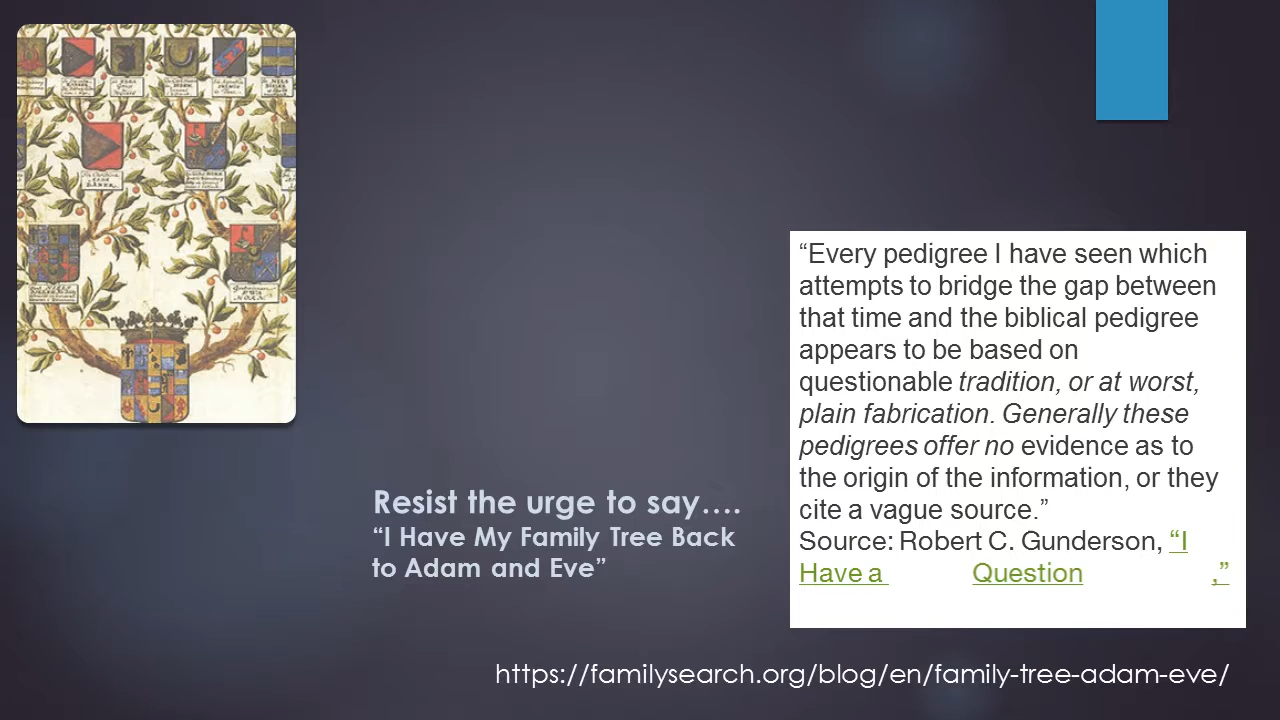 “Every pedigree I have seen which
attempts to bridge the gap between
that time and the biblical pedigree
appears to be based on
questionable tradition, or at worst,
plain fabrication. Generally these
pedigrees offer no evidence as to
the origin of the information, or they
cite a vague source.”
Source: Robert C. Gunderson, “I
Have a Question ,”
Resist the urge to say….
“I Have My Family Tree Back
to Adam and Eve”
https://familysearch.org/blog/en/family-tree-adam-eve/